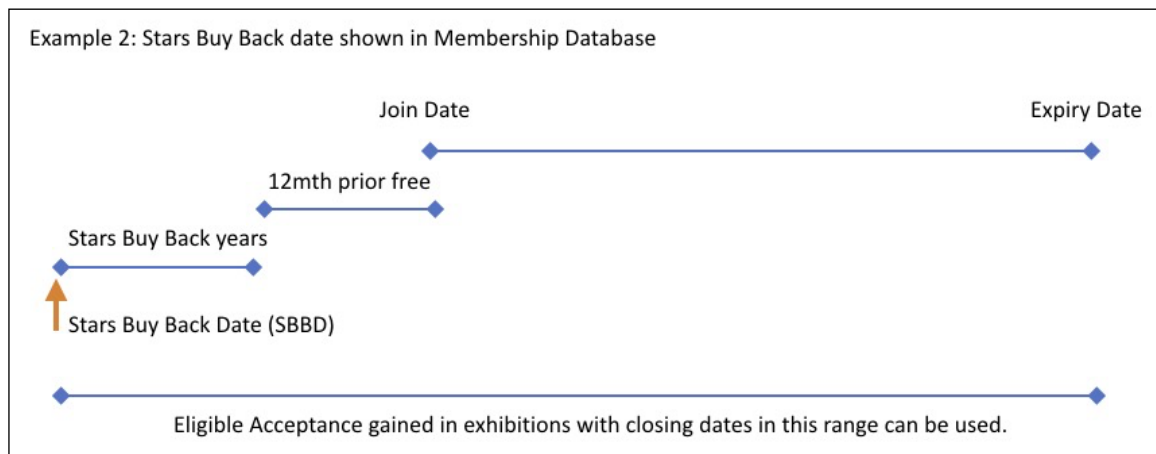 Example 2: Stars Buy Back date shown in Membership Database
Join Date
Expiry Date
12mth prior free
Stars Buy Back years
Stars Buy Back Date (SBBD)
Eligible Acceptance gained in exhibitions with closing dates in this range can be used.